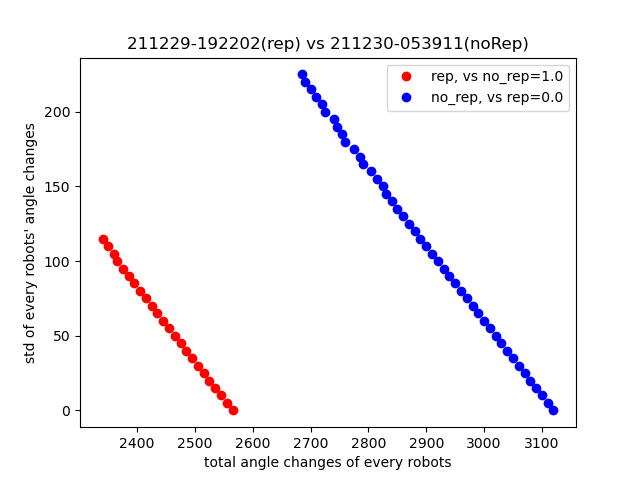 211229-192202(rep) vs 211230-053911(noRep)
rep, vs no_rep=1.0
no_rep, vs rep=0.0
std of every robots' angle changes
200
150
100
50
0
2400 2500 2600 2700 2800 2900 3000 3100
total angle changes of every robots